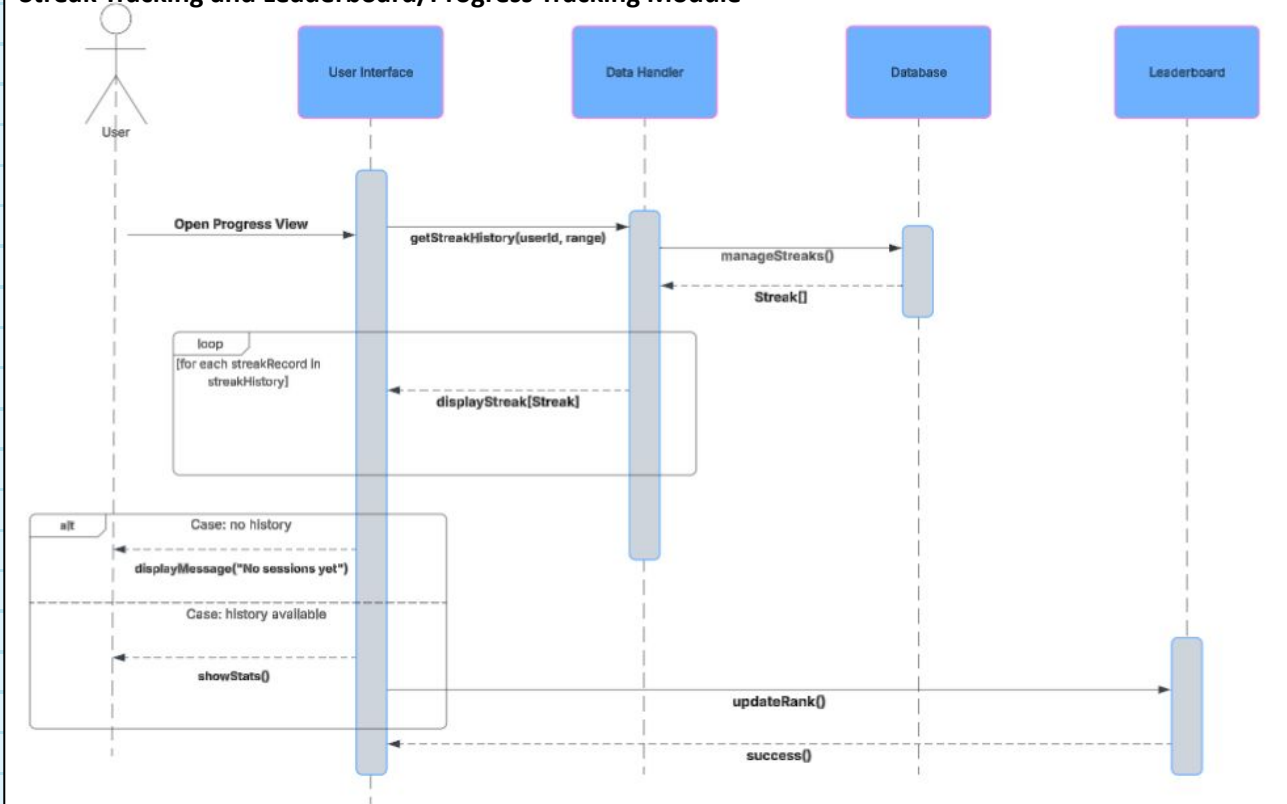 Streak Tracking and Leaderboard/Progress Tracking Module
User
User Interface
Data Handler
Database
Leaderboard
Open Progress View
getStreakHistory(userId, range)
manageStreaks()
Streak[]
loop
[for each streakRecord in
streakHistory]
displayStreak[Streak]
alt
Case: no history
displayMessage("No sessions yet")
Case: history available
showStats()
updateRank()
success()